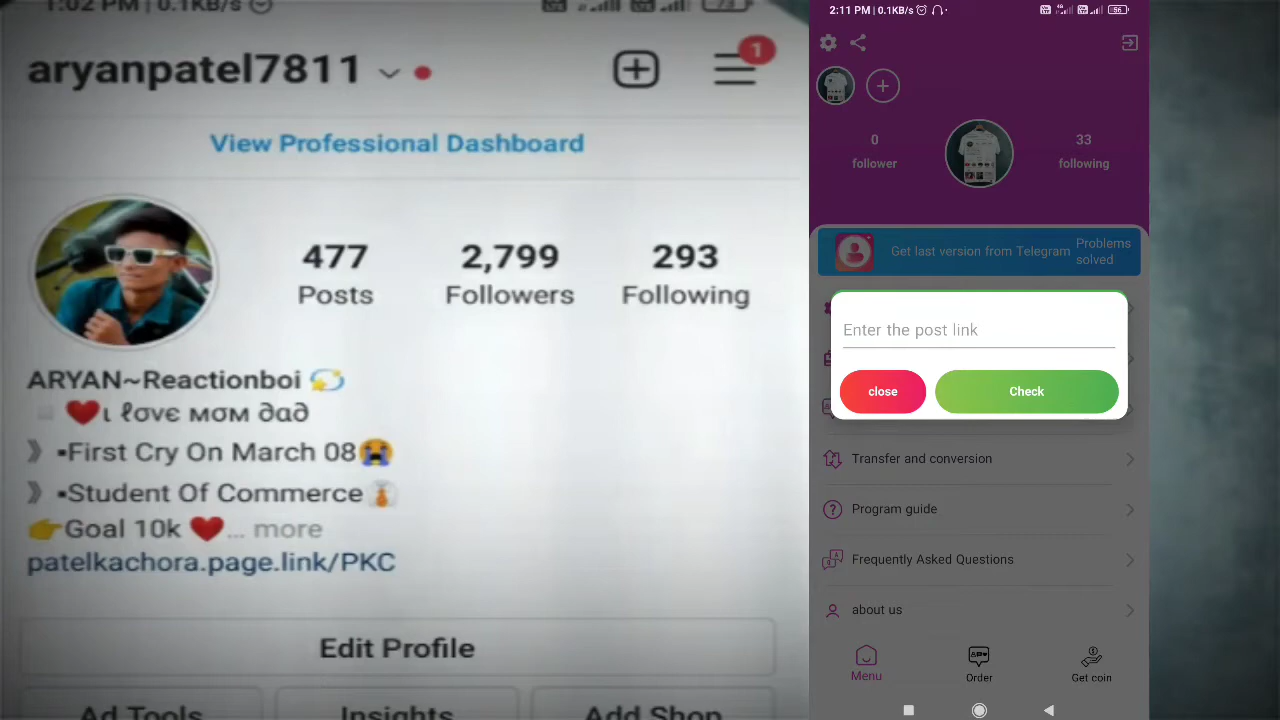 1:02 PM | 0.1KB/s
aryanpatel7811
1
View Professional Dashboard
477
Posts
2,799
Followers
293
Following
ARYAN~Reactionboi 💫
❤️ι ℓσνє мσм ∂α∂
》▪First Cry On March 08😭
》▪Student Of Commerce👔
👉Goal 10k ❤️... more
patelkachora.page.link/PKC
Edit Profile
Ad Tools
Insights
Add Shop
2:11 PM | 0.1KB/s
56
0
follower
33
following
Get last version from Telegram
Problems
solved
Enter the post link
close
Check
Transfer and conversion
Program guide
Frequently Asked Questions
about us
Menu
Order
Get coin